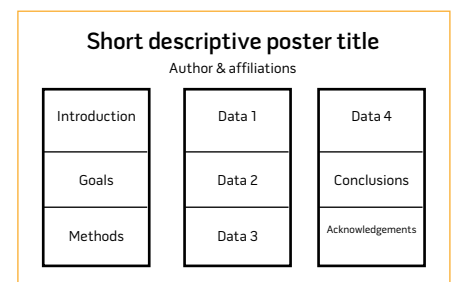 Short descriptive poster title
Author & affiliations
Introduction
Goals
Methods
Data 1
Data 2
Data 3
Data 4
Conclusions
Acknowledgements